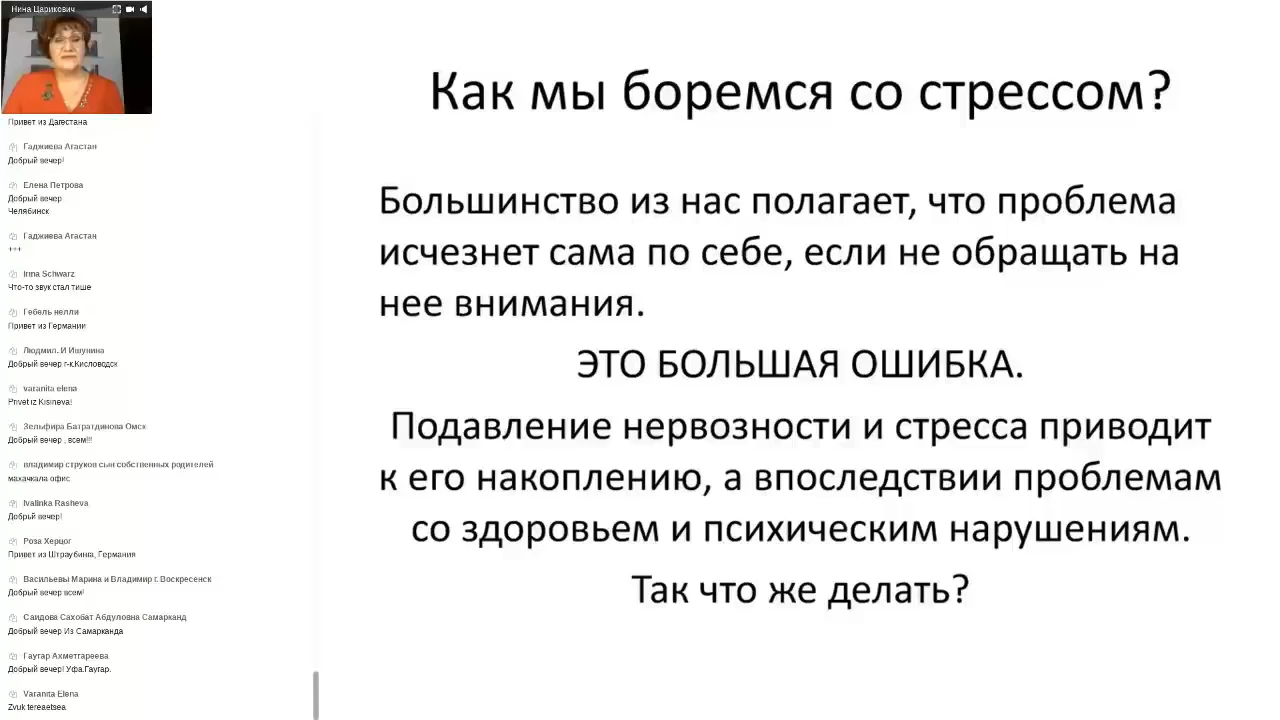 Нина Царикович
Привет из Дагестана
Гаджиева Агастан
Добрый вечер!
Елена Петрова
Добрый вечер
Челябинск
Гаджиева Агастан
+++
Irina Schwarz
Что-то звук стал тише
Гебель нелли
Привет из Германии
Людмил. И Ишунина
Добрый вечер г-к.Кисловодск
varanita elena
Privet iz Kisineva!
Зельфира Батратдинова Омск
Добрый вечер , всем!!!
владимир струков сын собственных родителей
махачкала офис
Ivalinka Rasheva
Добрый вечер!
Роза Херцог
Привет из Штраубинга, Германия
Васильевы Марина и Владимир г. Воскресенск
Добрый вечер всем!
Саидова Сахобат Абдуловна Самарканд
Добрый вечер Из Самарканда
Гаугар Ахметгареева
Добрый вечер! Уфа.Гаугар.
Varanita Elena
Zvuk tereaetsea
Как мы боремся со стрессом?
Большинство из нас полагает, что проблема
исчезнет сама по себе, если не обращать на
нее внимания.
ЭТО БОЛЬШАЯ ОШИБКА.
Подавление нервозности и стресса приводит
к его накоплению, а впоследствии проблемам
со здоровьем и психическим нарушениям.
Так что же делать?